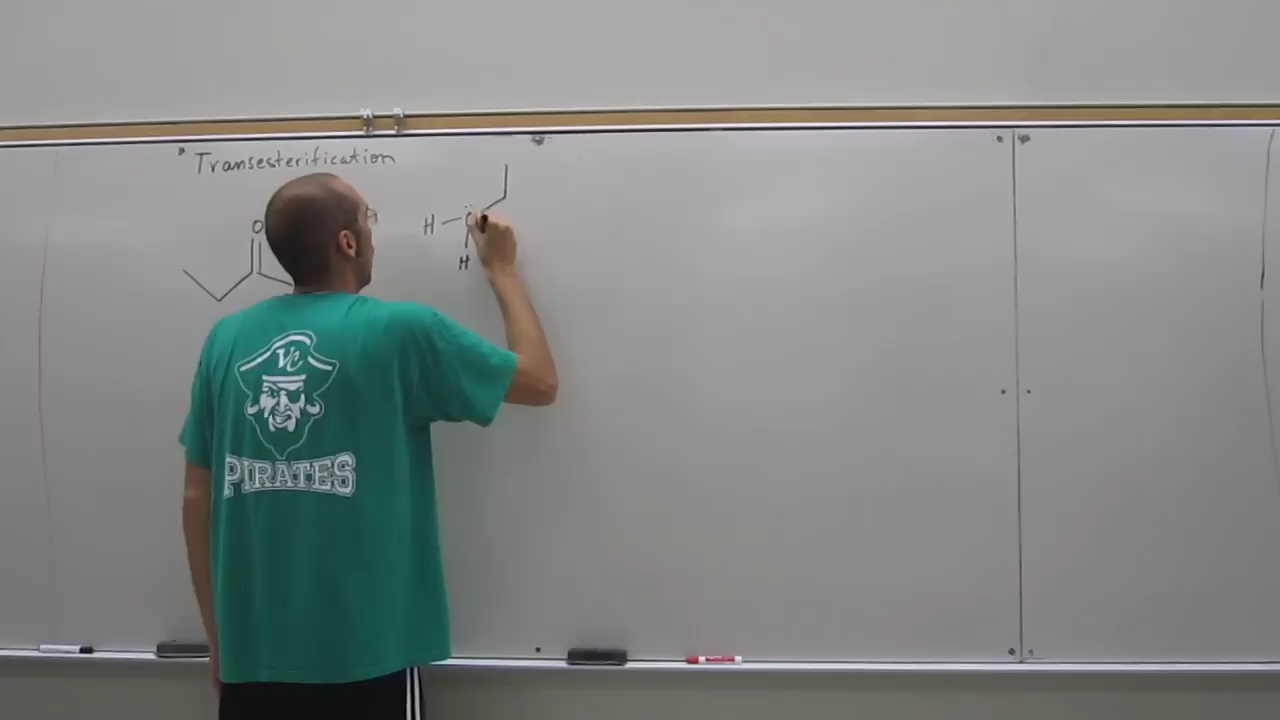 Transesterification
O
H
O
H
VC
PIRATES